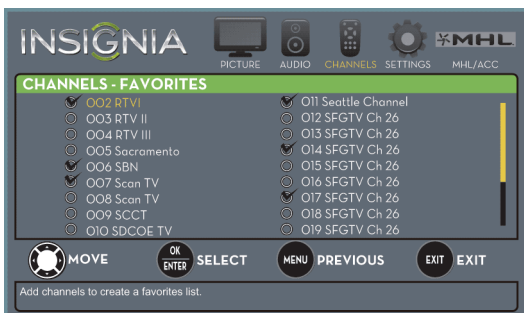 INSIGNIA
PICTURE AUDIO CHANNELS SETTINGS MHL/ACC
MHL
CHANNELS - FAVORITES
002 RTVI
003 RTV II
004 RTV III
005 Sacramento
006 SBN
007 Scan TV
008 Scan TV
009 SCCT
010 SDCOE TV
011 Seattle Channel
012 SFGTV Ch 26
013 SFGTV Ch 26
014 SFGTV Ch 26
015 SFGTV Ch 26
016 SFGTV Ch 26
017 SFGTV Ch 26
018 SFGTV Ch 26
019 SFGTV Ch 26
MOVE
OK
ENTER
SELECT
MENU
PREVIOUS
EXIT
EXIT
Add channels to create a favorites list.